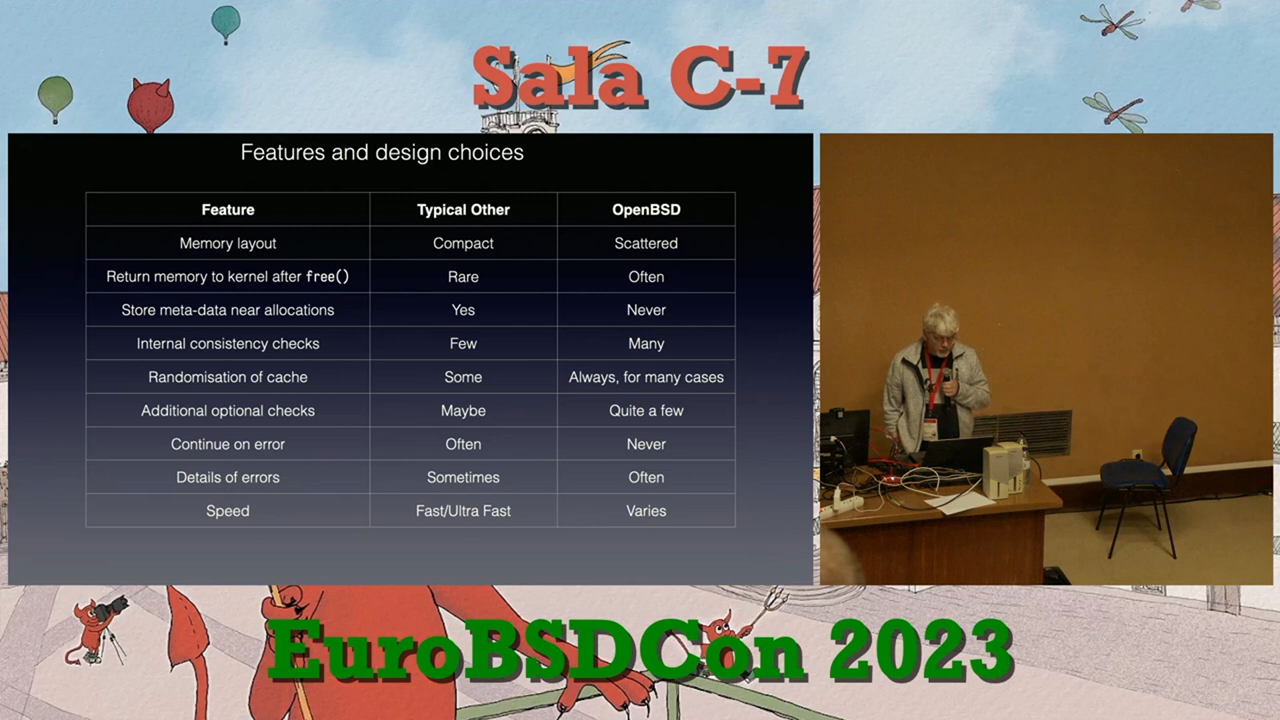 Sala C-7
Features and design choices
Feature Typical Other OpenBSD
Memory layout Compact Scattered
Return memory to kernel after free() Rare Often
Store meta-data near allocations Yes Never
Internal consistency checks Few Many
Randomisation of cache Some Always, for many cases
Additional optional checks Maybe Quite a few
Continue on error Often Never
Details of errors Sometimes Often
Speed Fast/Ultra Fast Varies
EuroBSDCon 2023